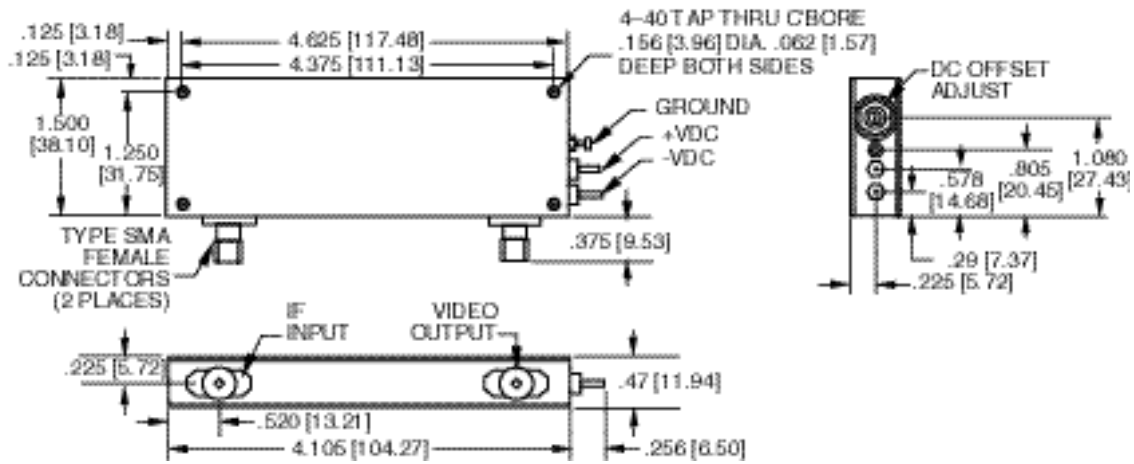 .125 [3.18]
.125 [3.18]
4.625 [117.48]
4.375 [111.13]
4-40 TAP THRU C'BORE
.156 [3.96] DIA. .062 [1.57]
DEEP BOTH SIDES
DC OFFSET
ADJUST
1.500
[38.10]
1.250
[31.75]
GROUND
+VDC
-VDC
.578
[14.68]
.805
[20.45]
1.080
[27.43]
TYPE SMA
FEMALE
CONNECTORS
(2 PLACES)
.375 [9.53]
.29 [7.37]
.225 [5.72]
IF
INPUT
VIDEO
OUTPUT
.225 [5.72]
.47 [11.94]
.520 [13.21]
4.105 [104.27]
.256 [6.50]